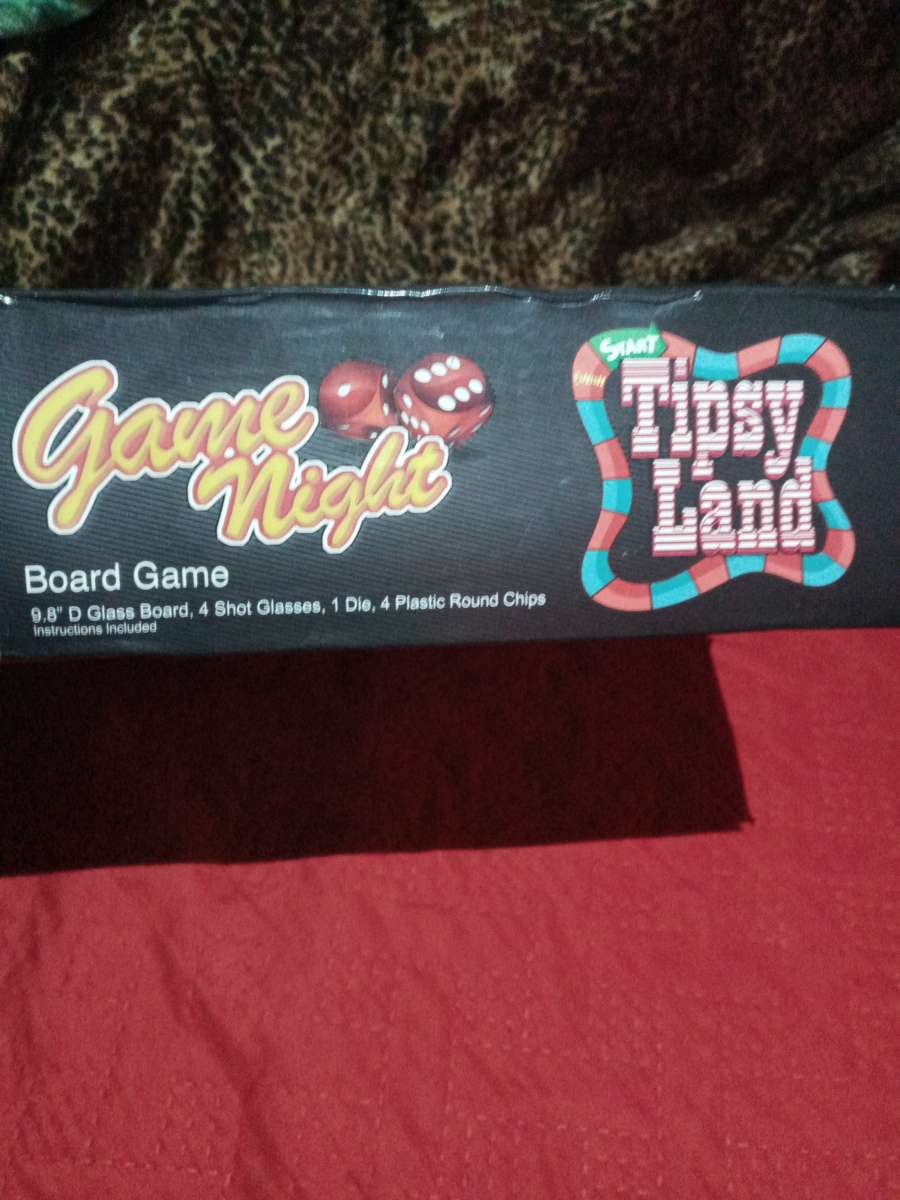 Game
Night
Board Game
9.8" D Glass Board, 4 Shot Glasses, 1 Die, 4 Plastic Round Chips
Instructions Included
START
Tipsy
Land